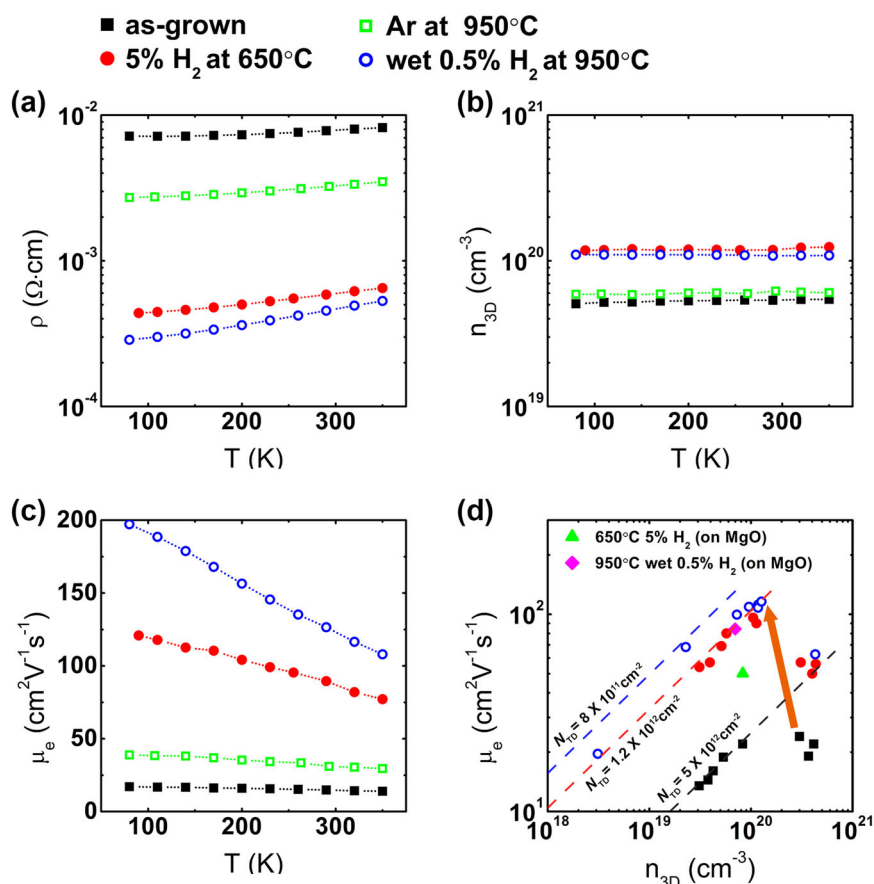 as-grown
Ar at 950°C
5% H₂ at 650°C
wet 0.5% H₂ at 950°C
(a)
10⁻²
10⁻³
10⁻⁴
ρ (Ω·cm)
100 200 300
T (K)
(b)
10²¹
10²⁰
10¹⁹
n₃D (cm⁻³)
100 200 300
T (K)
(c)
200
150
100
50
0
μₑ (cm²V⁻¹s⁻¹)
100 200 300
T (K)
(d)
650°C 5% H₂ (on MgO)
950°C wet 0.5% H₂ (on MgO)
10²
10¹
μₑ (cm²V⁻¹s⁻¹)
N_TD = 8 X 10¹¹cm⁻²
N_TD = 1.2 X 10¹²cm⁻²
N_TD = 5 X 10¹²cm⁻²
10¹⁸ 10¹⁹ 10²⁰ 10²¹
n₃D (cm⁻³)